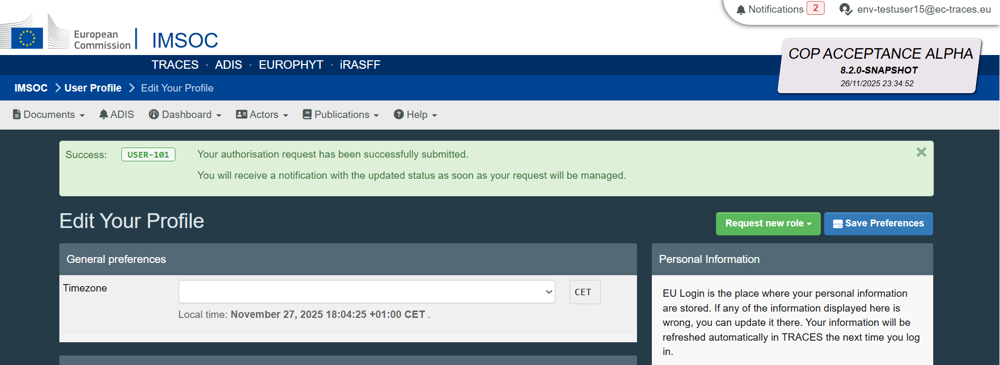 Notifications 2 env-testuser15@ec-traces.eu
European
Commission
IMSOC
COP ACCEPTANCE ALPHA
8.2.0-SNAPSHOT
26/11/2025 23:34:52
TRACES · ADIS · EUROPHYT · iRASFF
IMSOC User Profile Edit Your Profile
Documents ADIS Dashboard Actors Publications Help
Success: USER-101 Your authorisation request has been successfully submitted.
You will receive a notification with the updated status as soon as your request will be managed.
Edit Your Profile
Request new role Save Preferences
General preferences
Timezone
CET
Local time: November 27, 2025 18:04:25 +01:00 CET .
Personal Information
EU Login is the place where your personal information
are stored. If any of the information displayed here is
wrong, you can update it there. Your information will be
refreshed automatically in TRACES the next time you log
in.